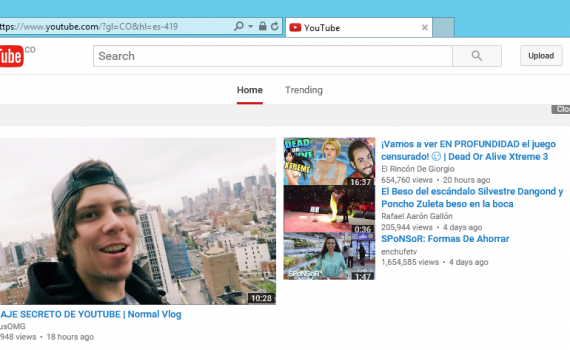 ttps://www.youtube.com/?gl=CO&hl=es-419
YouTube
Tube CO
Search
Upload
Home
Trending
Clo
DEAD OR
XTREME
16:37
¡Vamos a ver EN PROFUNDIDAD el juego
censurado! | Dead Or Alive Xtreme 3
El Rincón De Giorgio
654,760 views • 20 hours ago
0:36
El Beso del escándalo Silvestre Dangond y
Poncho Zuleta beso en la boca
Rafael Aarón Gallón
205,944 views • 4 days ago
SPoNSoR
1:47
SPoNSoR: Formas De Ahorrar
enchufetv
1,654,585 views • 4 days ago
10:28
AJE SECRETO DE YOUTUBE | Normal Vlog
usOMG
948 views • 18 hours ago